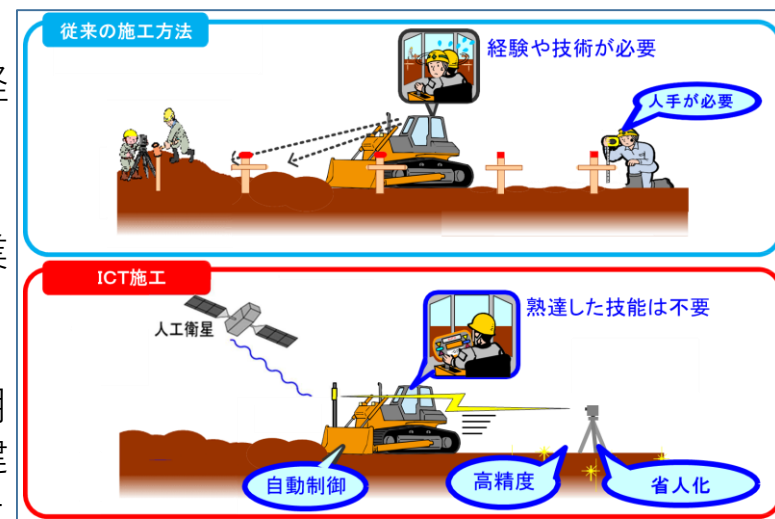 従来の施工方法
経験や技術が必要
人手が必要
ICT施工
人工衛星
熟達した技能は不要
自動制御
高精度
省人化